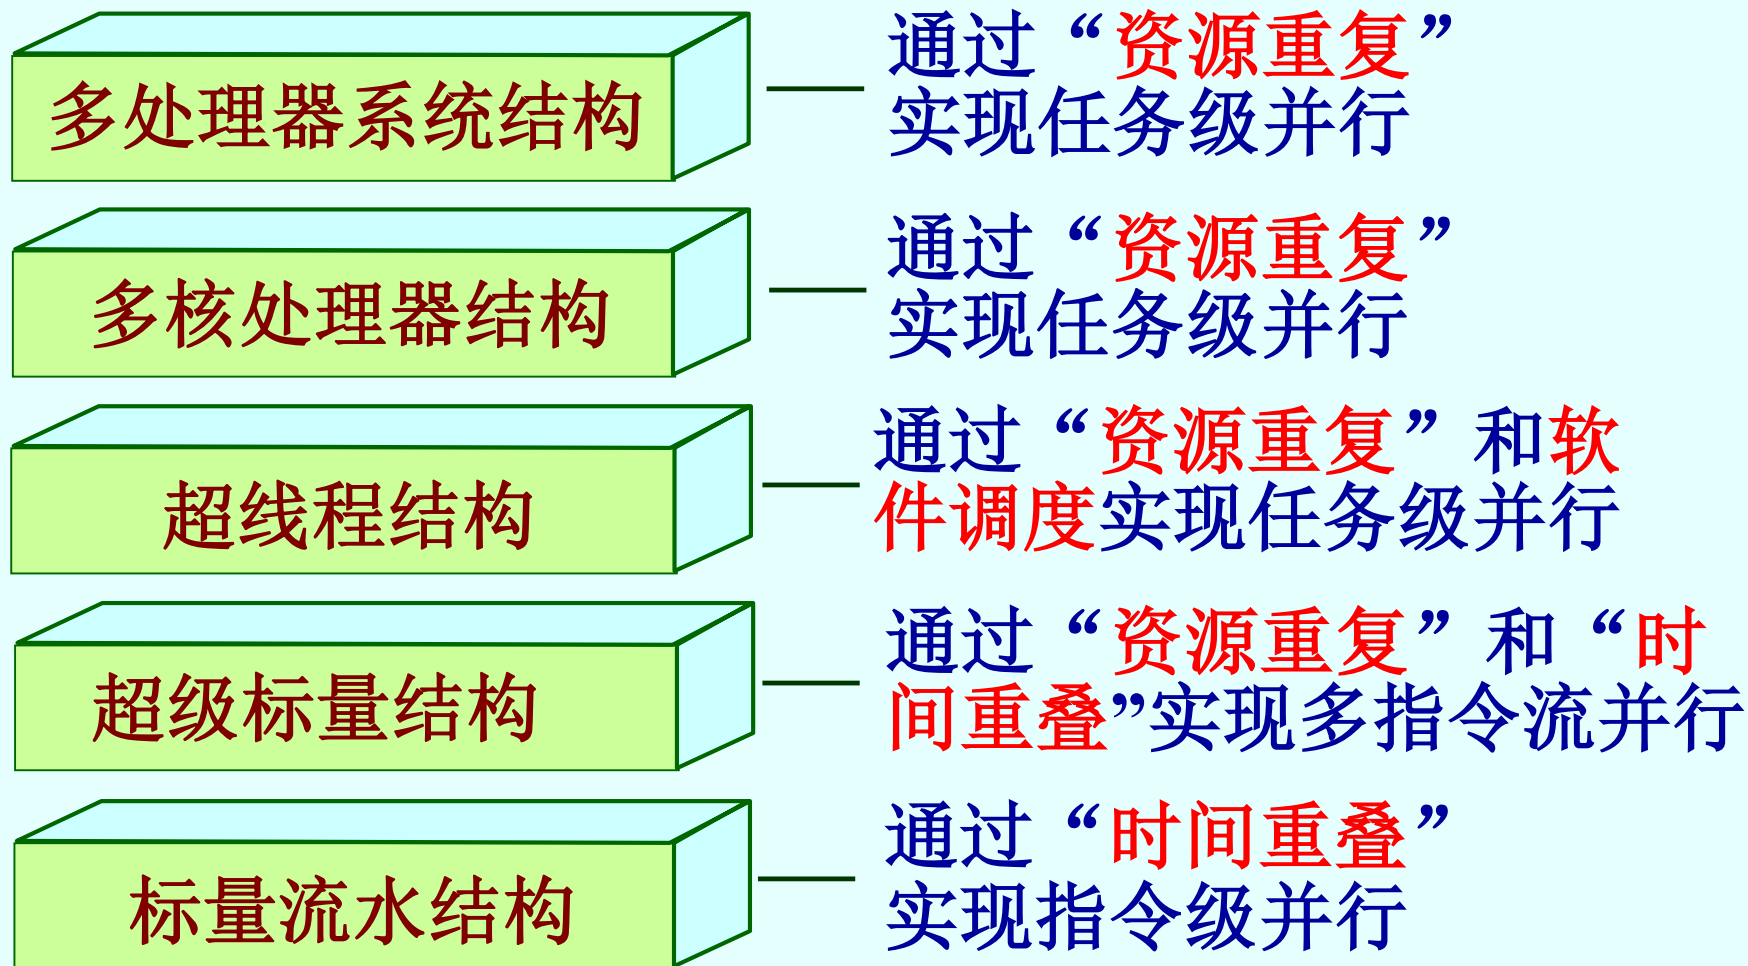 多处理器系统结构
通过“资源重复”
实现任务级并行
多核处理器结构
通过“资源重复”
实现任务级并行
超线程结构
通过“资源重复”和软
件调度实现任务级并行
超级标量结构
通过“资源重复”和“时
间重叠”实现多指令流并行
标量流水结构
通过“时间重叠”
实现指令级并行